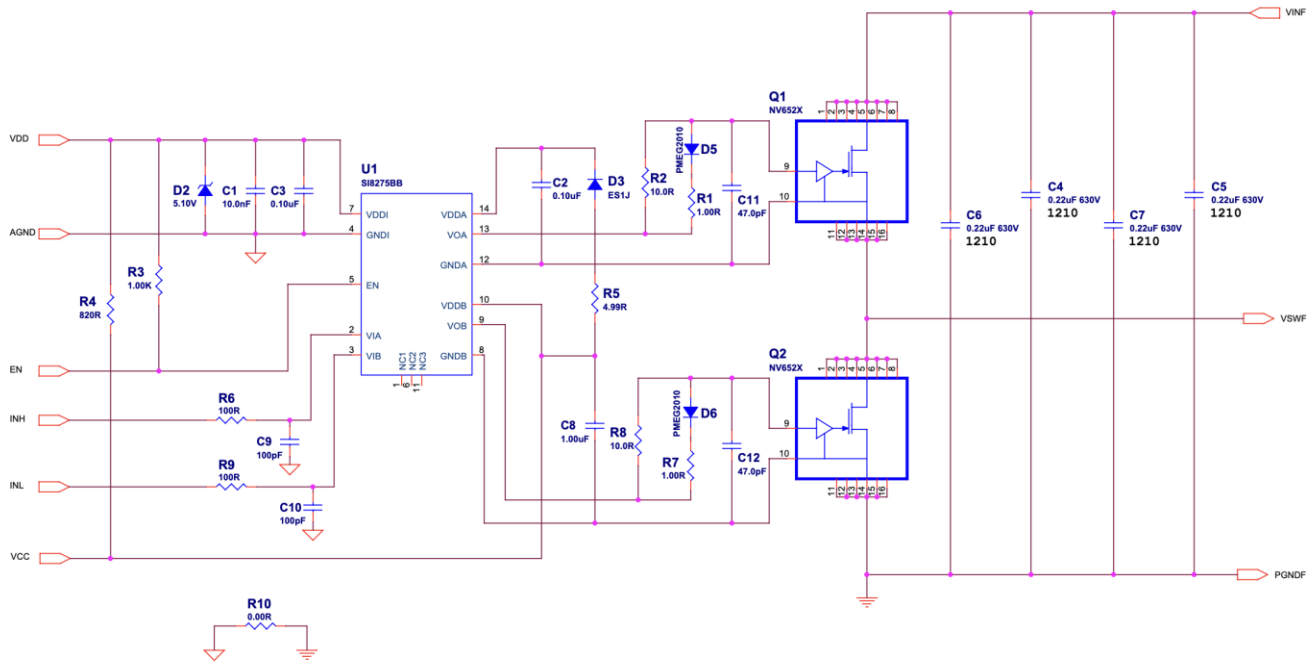 VINF
Q1
NV652X
1 2 3 4 5 6 7 8
VDD
U1
SI8275BB
D2
5.10V
C1
10.0nF
C3
0.10uF
7
VDDI
VDDA
14
C2
0.10uF
D3
ES1J
R2
10.0R
PMEG2010
D5
R1
1.00R
C11
47.0pF
9
10
11 12 13 14 15 16
C6
0.22uF 630V
1210
C4
0.22uF 630V
1210
C7
0.22uF 630V
1210
C5
0.22uF 630V
1210
AGND
4
GNDI
VOA
13
GNDA
12
R3
1.00K
R4
820R
5
EN
VDDB
10
R5
4.99R
VSWF
2
VIA
VOB
9
3
VIB
GNDB
8
NC1
NC2
NC3
1
6
11
Q2
NV652X
1 2 3 4 5 6 7 8
EN
INH
R6
100R
C9
100pF
C8
1.00uF
R8
10.0R
PMEG2010
D6
R7
1.00R
C12
47.0pF
9
10
11 12 13 14 15 16
INL
R9
100R
C10
100pF
VCC
PGNDF
R10
0.00R